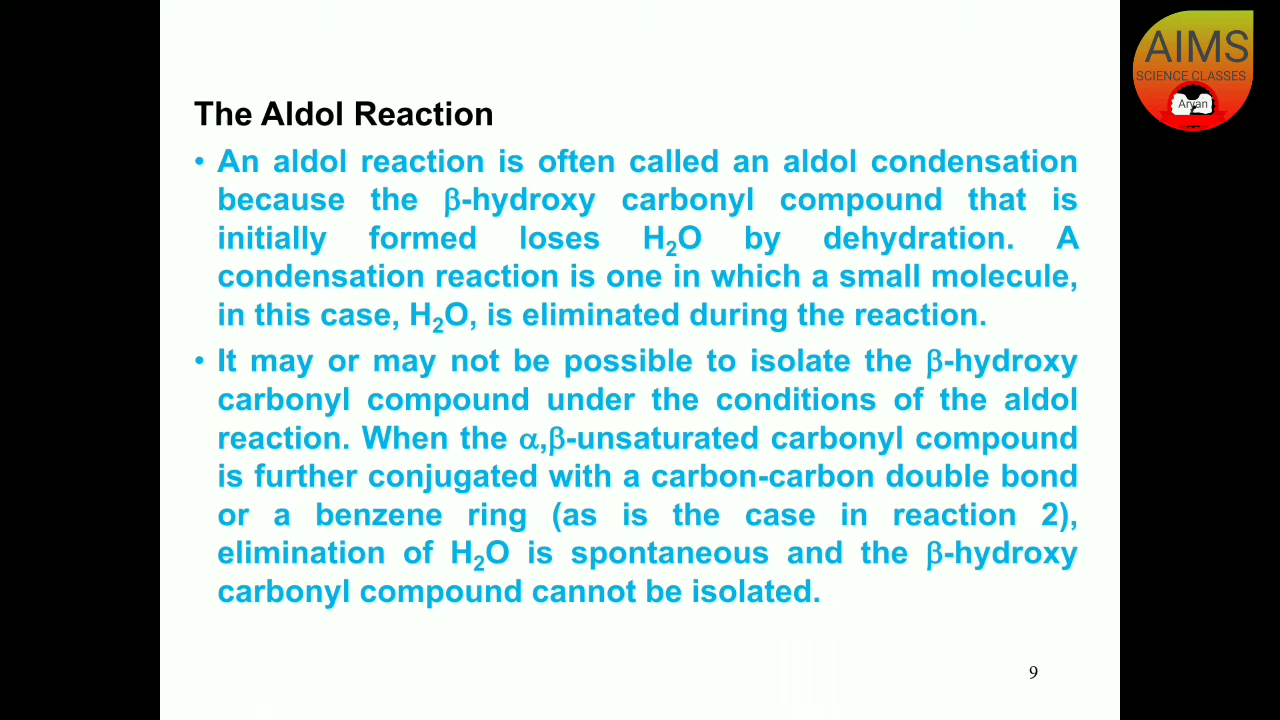 AIMS
SCIENCE CLASSES
Aryan
The Aldol Reaction
• An aldol reaction is often called an aldol condensation
because the β-hydroxy carbonyl compound that is
initially formed loses H₂O by dehydration. A
condensation reaction is one in which a small molecule,
in this case, H₂O, is eliminated during the reaction.
• It may or may not be possible to isolate the β-hydroxy
carbonyl compound under the conditions of the aldol
reaction. When the α,β-unsaturated carbonyl compound
is further conjugated with a carbon-carbon double bond
or a benzene ring (as is the case in reaction 2),
elimination of H₂O is spontaneous and the β-hydroxy
carbonyl compound cannot be isolated.
9